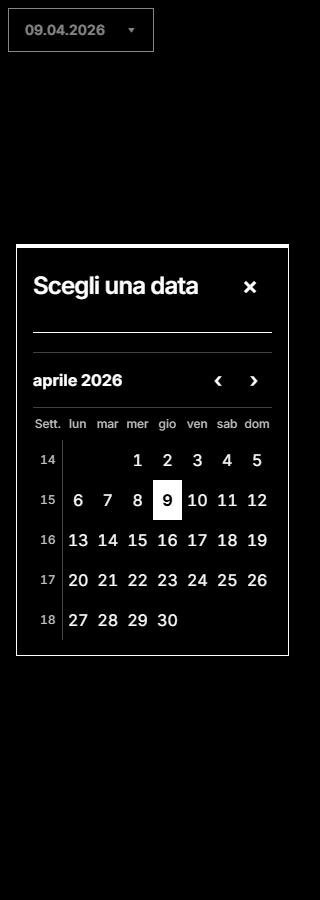 09.04.2026
Scegli una data ×
aprile 2026 ‹ ›
Sett. lun mar mer gio ven sab dom
14 1 2 3 4 5
15 6 7 8 9 10 11 12
16 13 14 15 16 17 18 19
17 20 21 22 23 24 25 26
18 27 28 29 30